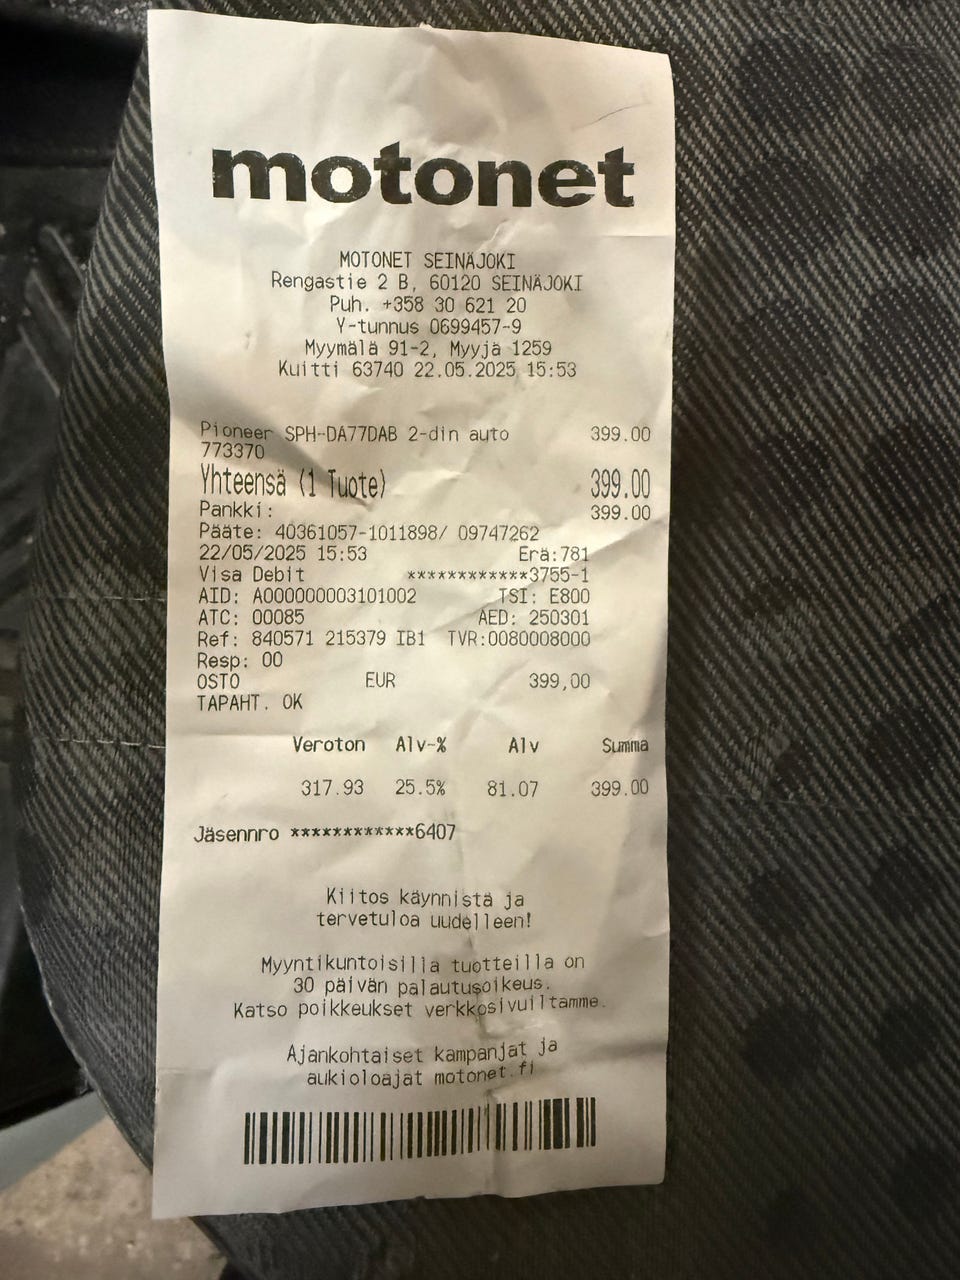 motonet
MOTONET SEINÄJOKI
Rengastie 2 B, 60120 SEINÄJOKI
Puh. +358 30 621 20
Y-tunnus 0699457-9
Myymälä 91-2, Myyjä 1259
Kuitti 63740 22.05.2025 15:53
Pioneer SPH-DA77DAB 2-din auto 399.00
773370
Yhteensä (1 Tuote) 399.00
Pankki: 399.00
Pääte: 40361057-1011898/ 09747262
22/05/2025 15:53 Erä:781
Visa Debit ************3755-1
AID: A0000000003101002 TSI: E800
ATC: 00085 AED: 250301
Ref: 840571 215379 IB1 TVR:0080008000
Resp: 00
OSTO EUR 399,00
TAPAHT. OK
Veroton Alv-% Alv Summa
317.93 25.5% 81.07 399.00
Jäsennro ************6407
Kiitos käynnistä ja
tervetuloa uudelleen!
Myyntikuntoisilla tuotteilla on
30 päivän palautusoikeus.
Katso poikkeukset verkkosivuiltamme.
Ajankohtaiset kampanjat ja
aukioloajat motonet.fi